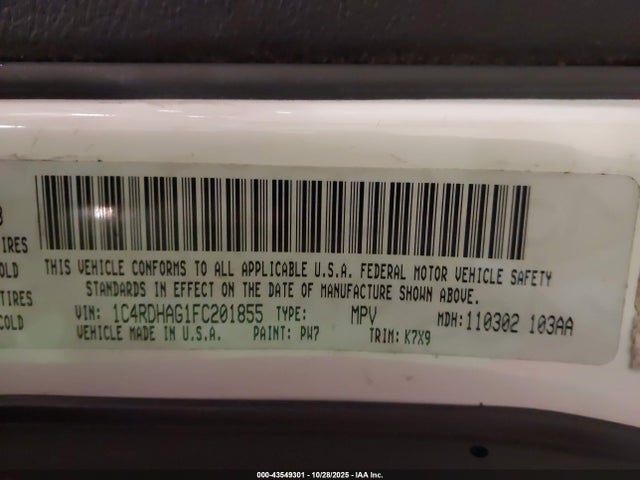 IRES
OLD
TIRES
COLD
THIS VEHICLE CONFORMS TO ALL APPLICABLE U.S.A. FEDERAL MOTOR VEHICLE SAFETY
STANDARDS IN EFFECT ON THE DATE OF MANUFACTURE SHOWN ABOVE.
VIN: 1C4RDHAG1FC201855 TYPE: MPV MDH: 110302 103AA
VEHICLE MADE IN U.S.A. PAINT: PW7 TRIM: K7X9
000-43549301 - 10/28/2025 - IAA Inc.